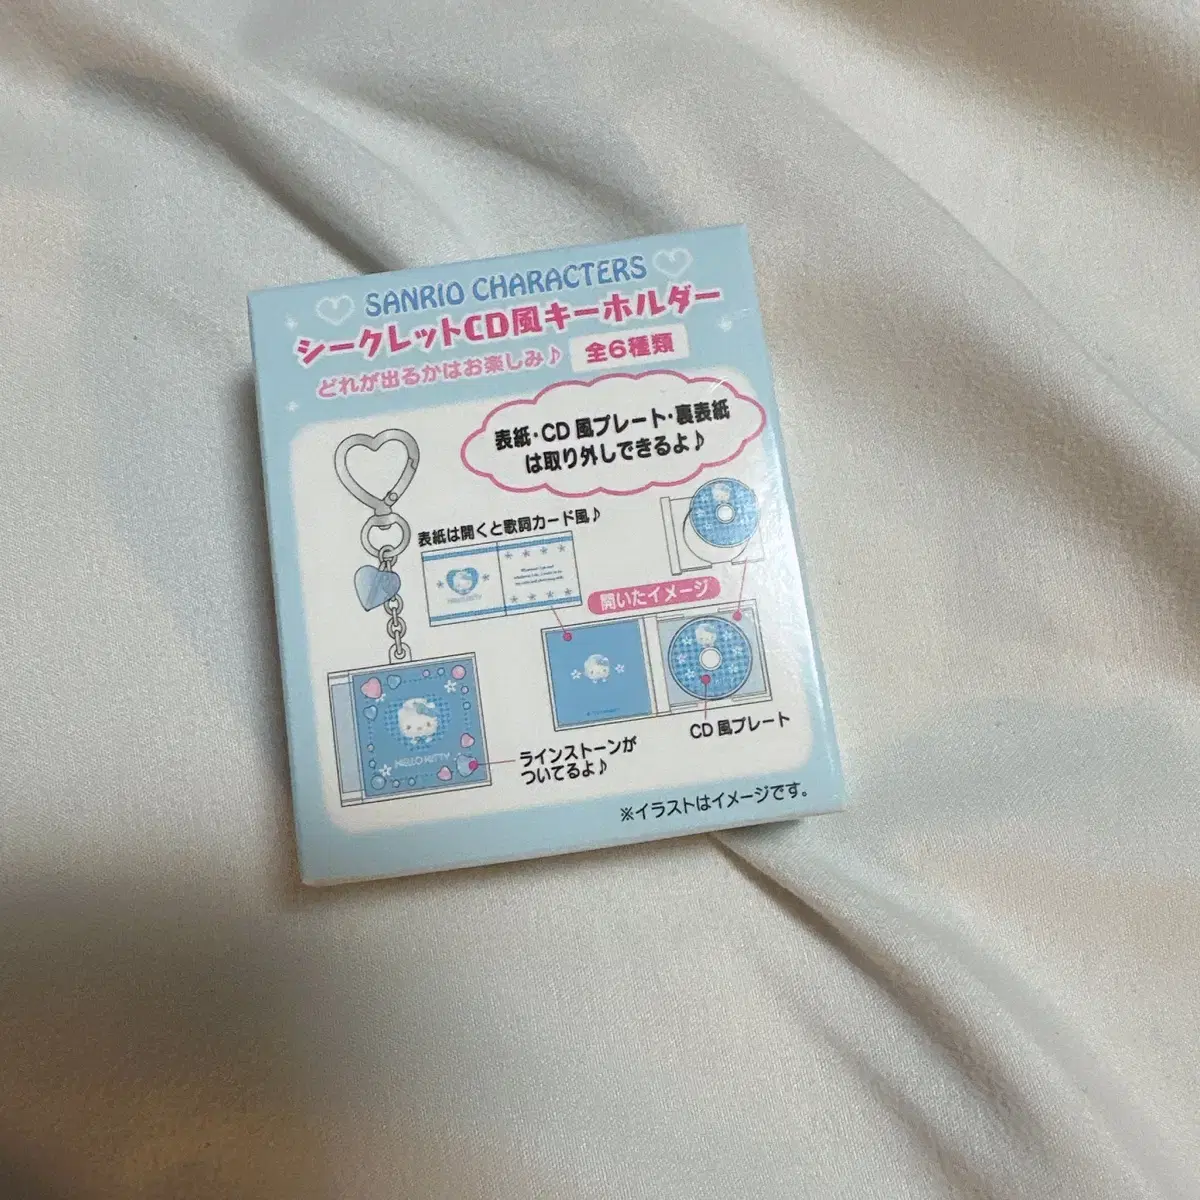 SANRIO CHARACTERS
シークレットCD風キーホルダー
どれが出るかはお楽しみ♪
全6種類
表紙・CD風プレート・裏表紙
は取り外しできるよ♪
表紙は開くと歌詞カード風♪
HELLO KITTY
開いたイメージ
CD風プレート
HELLO KITTY
ラインストーンが
ついてるよ♪
※イラストはイメージです。